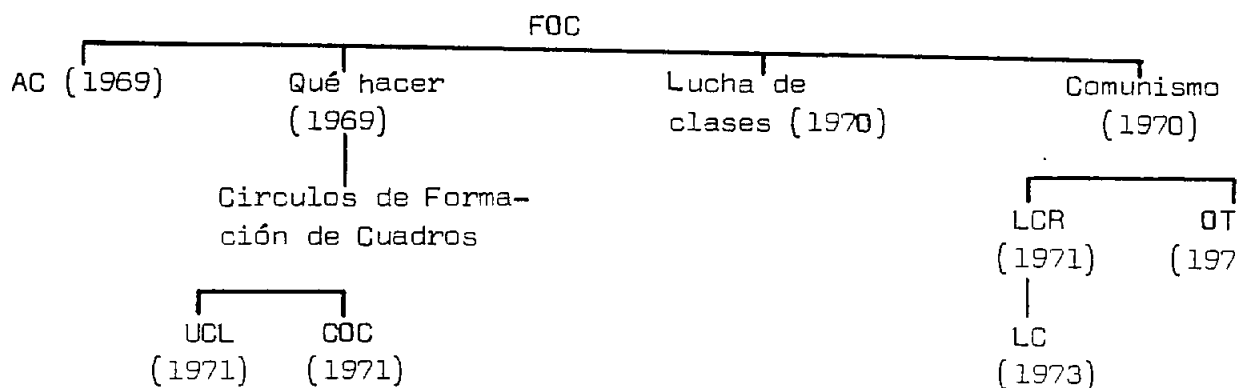 FOC
AC (1969) Qué hacer Lucha de Comunismo
(1969) clases (1970) (1970)
Circulos de Forma-
ción de Cuadros
LCR OT
(1971) (197
UCL COC LC
(1971) (1971) (1973)